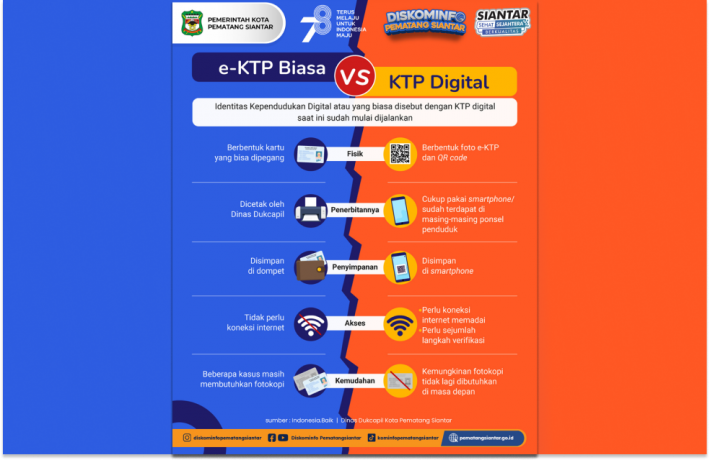 PEMERINTAH KOTA
PEMATANG SIANTAR
78
TERUS
MELAJU
UNTUK
INDONESIA
MAJU
DISKOMINFO
PEMATANG SIANTAR
SIANTAR
SEHAT SEJAHTERA
BERKUALITAS
e-KTP Biasa
VS
KTP Digital
Identitas Kependudukan Digital atau yang biasa disebut dengan KTP digital
saat ini sudah mulai dijalankan
Berbentuk kartu
yang bisa dipegang
Fisik
Berbentuk foto e-KTP
dan QR code
Dicetak oleh
Dinas Dukcapil
Penerbitannya
Cukup pakai smartphone/
sudah terdapat di
masing-masing ponsel
penduduk
Disimpan
di dompet
Penyimpanan
Disimpan
di smartphone
Tidak perlu
koneksi internet
Akses
-Perlu koneksi
internet memadai
-Perlu sejumlah
langkah verifikasi
Beberapa kasus masih
membutuhkan fotokopi
Kemudahan
Kemungkinan fotokopi
tidak lagi dibutuhkan
di masa depan
sumber : Indonesia.Baik | Dinas Dukcapil Kota Pematang Siantar
diskominfopematangsiantar
Diskominfo Pematangsiantar
kominfopematangsiantar
pematangsiantar.go.id